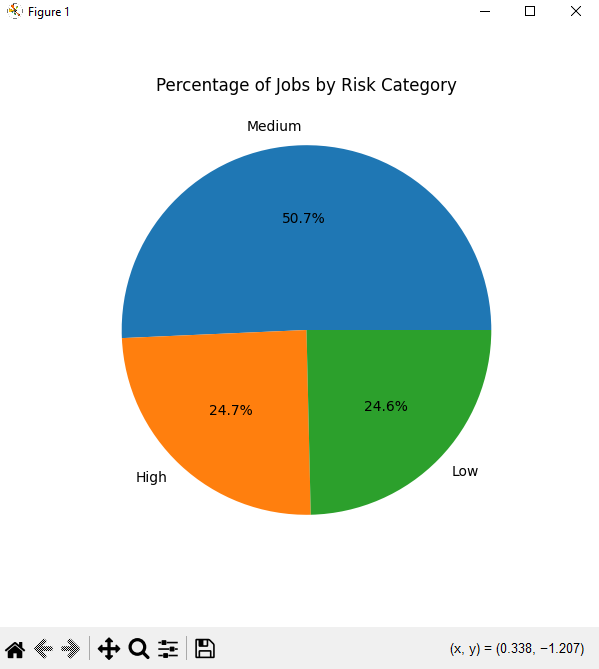 Figure 1
Percentage of Jobs by Risk Category
Medium
50.7%
24.7%
24.6%
High
Low
(x, y) = (0.338, −1.207)